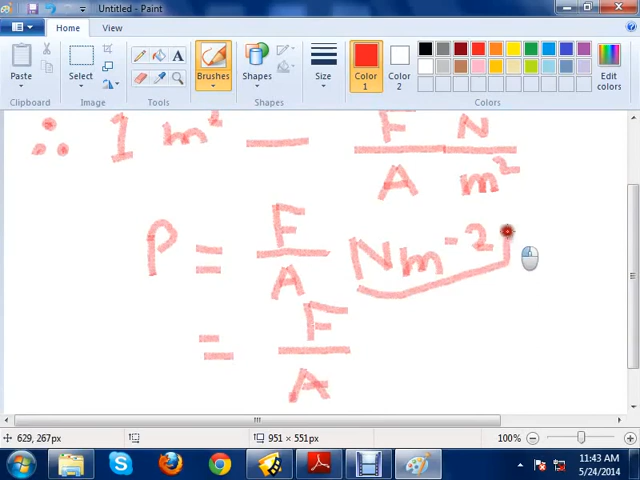 Untitled - Paint
Home View
Paste Select Brushes Shapes Size Color 1 Color 2 Edit colors
Clipboard Image Tools Shapes Colors
∴ 1 m² — F/A N/m²
P = F/A Nm⁻²
= F/A
629, 267px 951 × 551px 100%
11:43 AM
5/24/2014